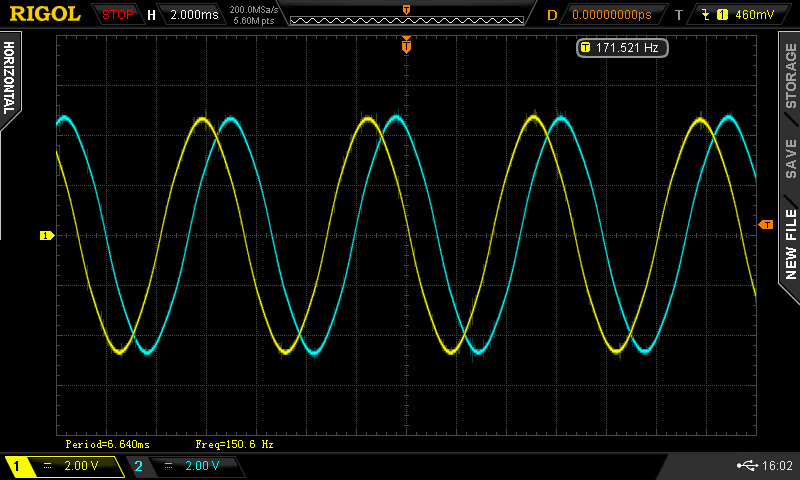 RIGOL STOP H 2.000ms 200.0MSa/s 5.60M pts T D 0.00000000ps T 1 460mV
T
T 171.521 Hz
HORIZONTAL
STORAGE
SAVE
NEW FILE
1
T
Period=6.640ms Freq=150.6 Hz
1 2.00 V 2 2.00 V 16:02